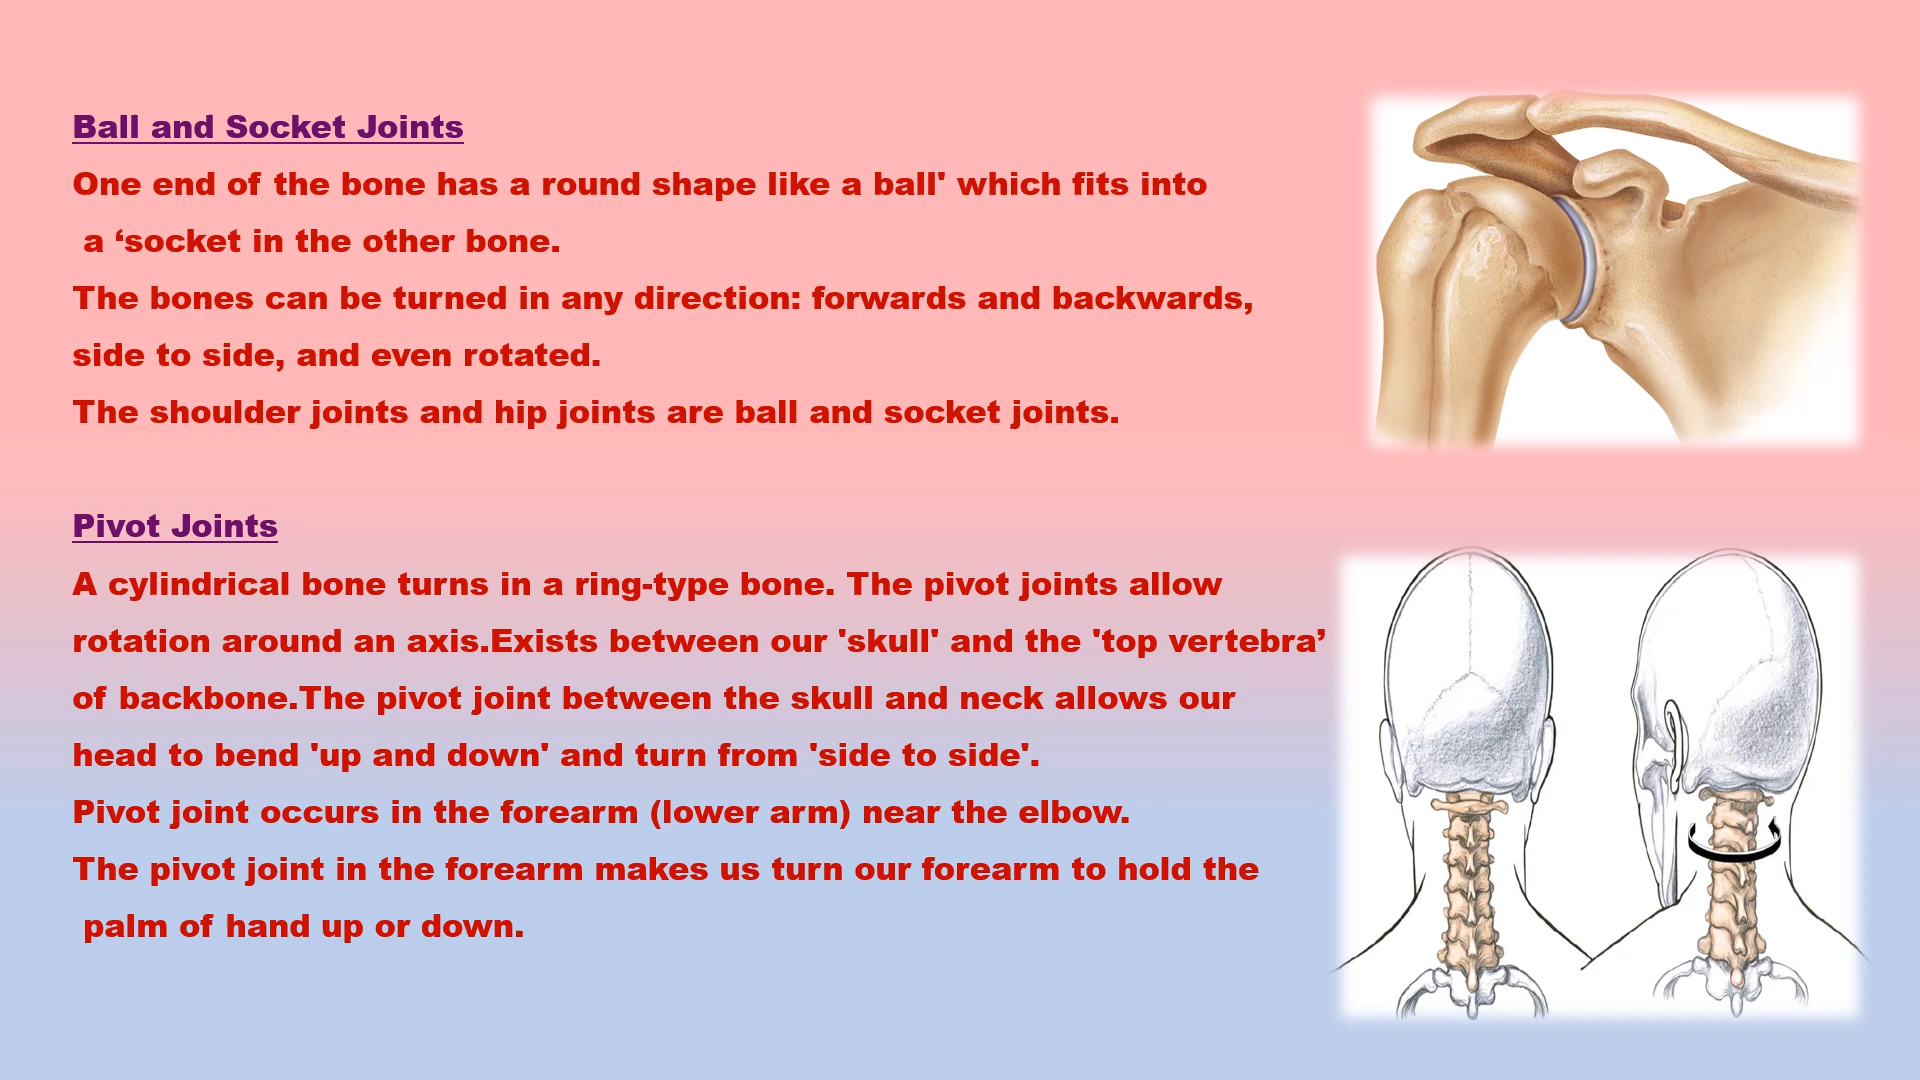 Ball and Socket Joints
One end of the bone has a round shape like a ball' which fits into
a ‘socket in the other bone.
The bones can be turned in any direction: forwards and backwards,
side to side, and even rotated.
The shoulder joints and hip joints are ball and socket joints.
Pivot Joints
A cylindrical bone turns in a ring-type bone. The pivot joints allow
rotation around an axis.Exists between our 'skull' and the 'top vertebra’
of backbone.The pivot joint between the skull and neck allows our
head to bend 'up and down' and turn from 'side to side'.
Pivot joint occurs in the forearm (lower arm) near the elbow.
The pivot joint in the forearm makes us turn our forearm to hold the
palm of hand up or down.